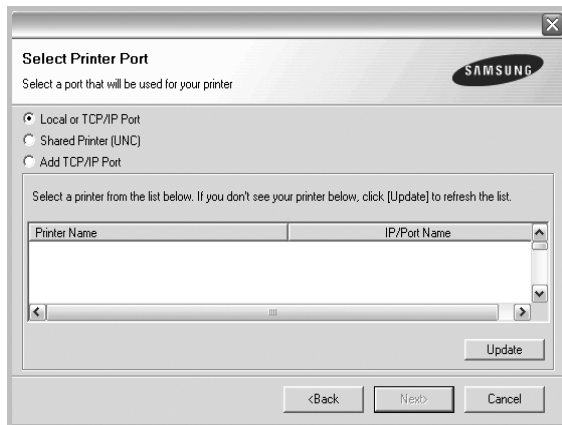 Select Printer Port
Select a port that will be used for your printer
SAMSUNG
Local or TCP/IP Port
Shared Printer (UNC)
Add TCP/IP Port
Select a printer from the list below. If you don't see your printer below, click [Update] to refresh the list.
Printer Name IP/Port Name
Update
<Back Next> Cancel